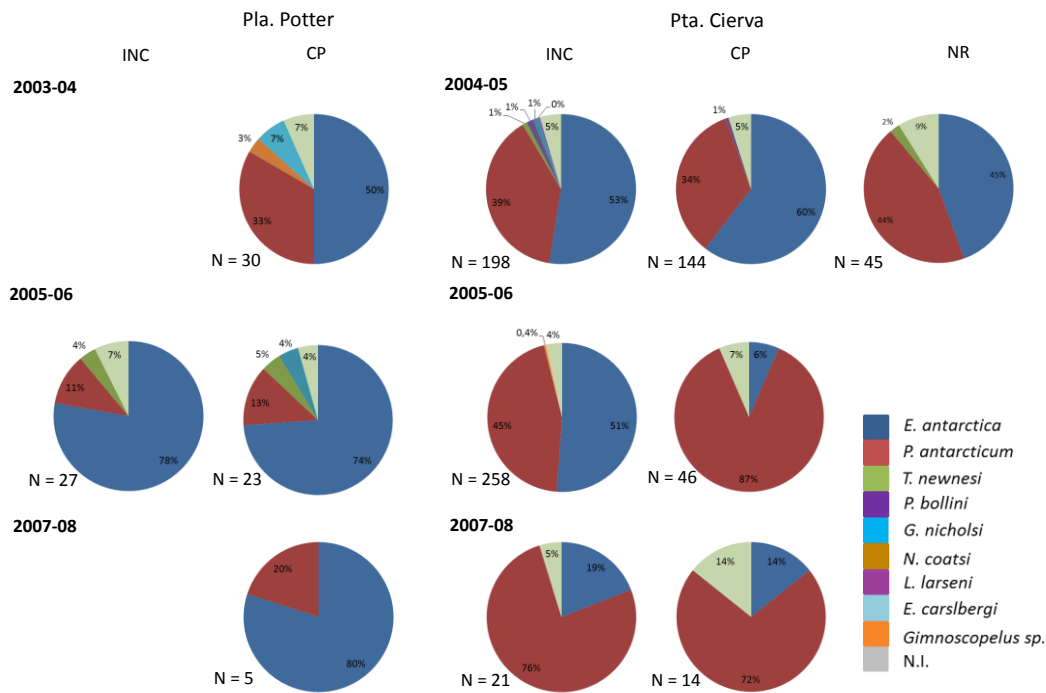 Pla. Potter
Pta. Cierva
INC
CP
INC
CP
NR
2003-04
2004-05
3%
7%
7%
50%
33%
N = 30
1%
1%
1%
0%
5%
39%
53%
N = 198
1%
5%
34%
60%
N = 144
2%
9%
45%
44%
N = 45
2005-06
2005-06
4%
7%
11%
78%
N = 27
5%
4%
4%
13%
74%
N = 23
0,4%
4%
45%
51%
N = 258
7%
6%
87%
N = 46
2007-08
2007-08
20%
80%
N = 5
5%
19%
76%
N = 21
14%
14%
72%
N = 14
E. antarctica
P. antarcticum
T. newnesi
P. bollini
G. nicholsi
N. coatsi
L. larseni
E. carslbergi
Gimnoscopelus sp.
N.I.